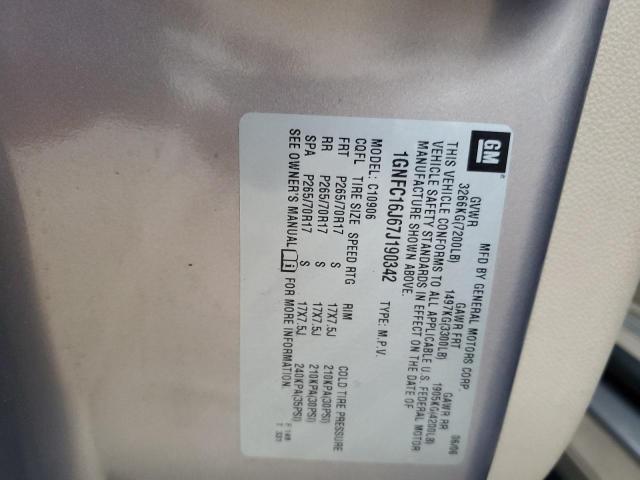 GM
MFD BY GENERAL MOTORS CORP 06/06
GVWR GAWR FRT GAWR RR
3266KG(7200LB) 1497KG(3300LB) 1905KG(4200LB)
THIS VEHICLE CONFORMS TO ALL APPLICABLE U.S. FEDERAL MOTOR
VEHICLE SAFETY STANDARDS IN EFFECT ON THE DATE OF
MANUFACTURE SHOWN ABOVE.
1GNFC16J67J190342 TYPE: M.P.V.
MODEL: C10906
CQFL TIRE SIZE SPEED RTG RIM COLD TIRE PRESSURE
FRT P265/70R17 S 17X7.5J 210KPA(30PSI)
RR P265/70R17 S 17X7.5J 210KPA(30PSI)
SPA P265/70R17 S 17X7.5J 240KPA(35PSI)
SEE OWNER'S MANUAL FOR MORE INFORMATION.